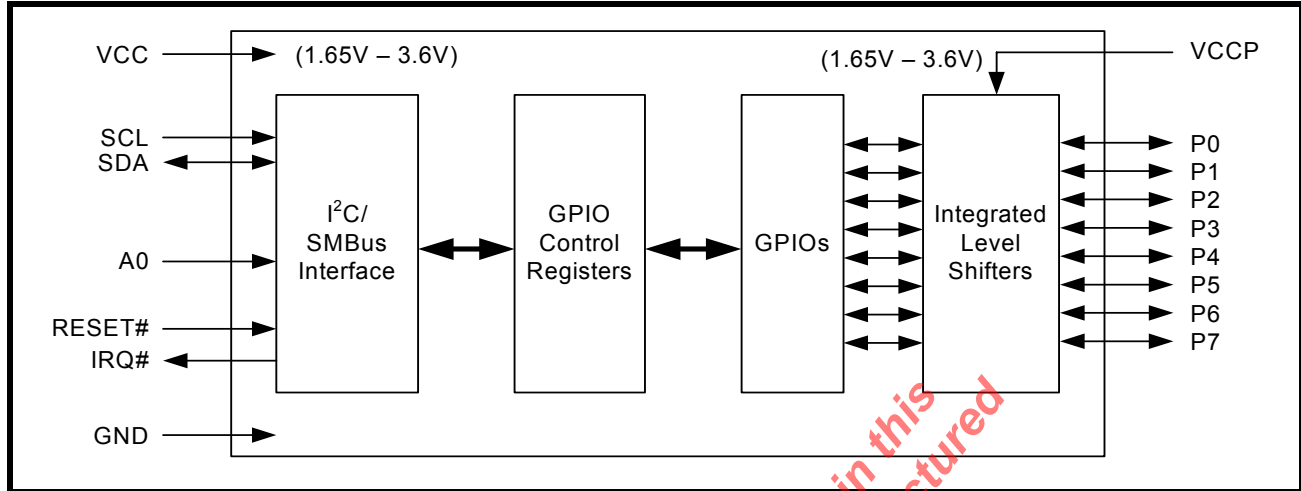 VCC
(1.65V – 3.6V)
(1.65V – 3.6V)
VCCP
SCL
SDA
A0
RESET#
IRQ#
GND
I²C/
SMBus
Interface
GPIO
Control
Registers
GPIOs
Integrated
Level
Shifters
P0
P1
P2
P3
P4
P5
P6
P7
in this
ctured